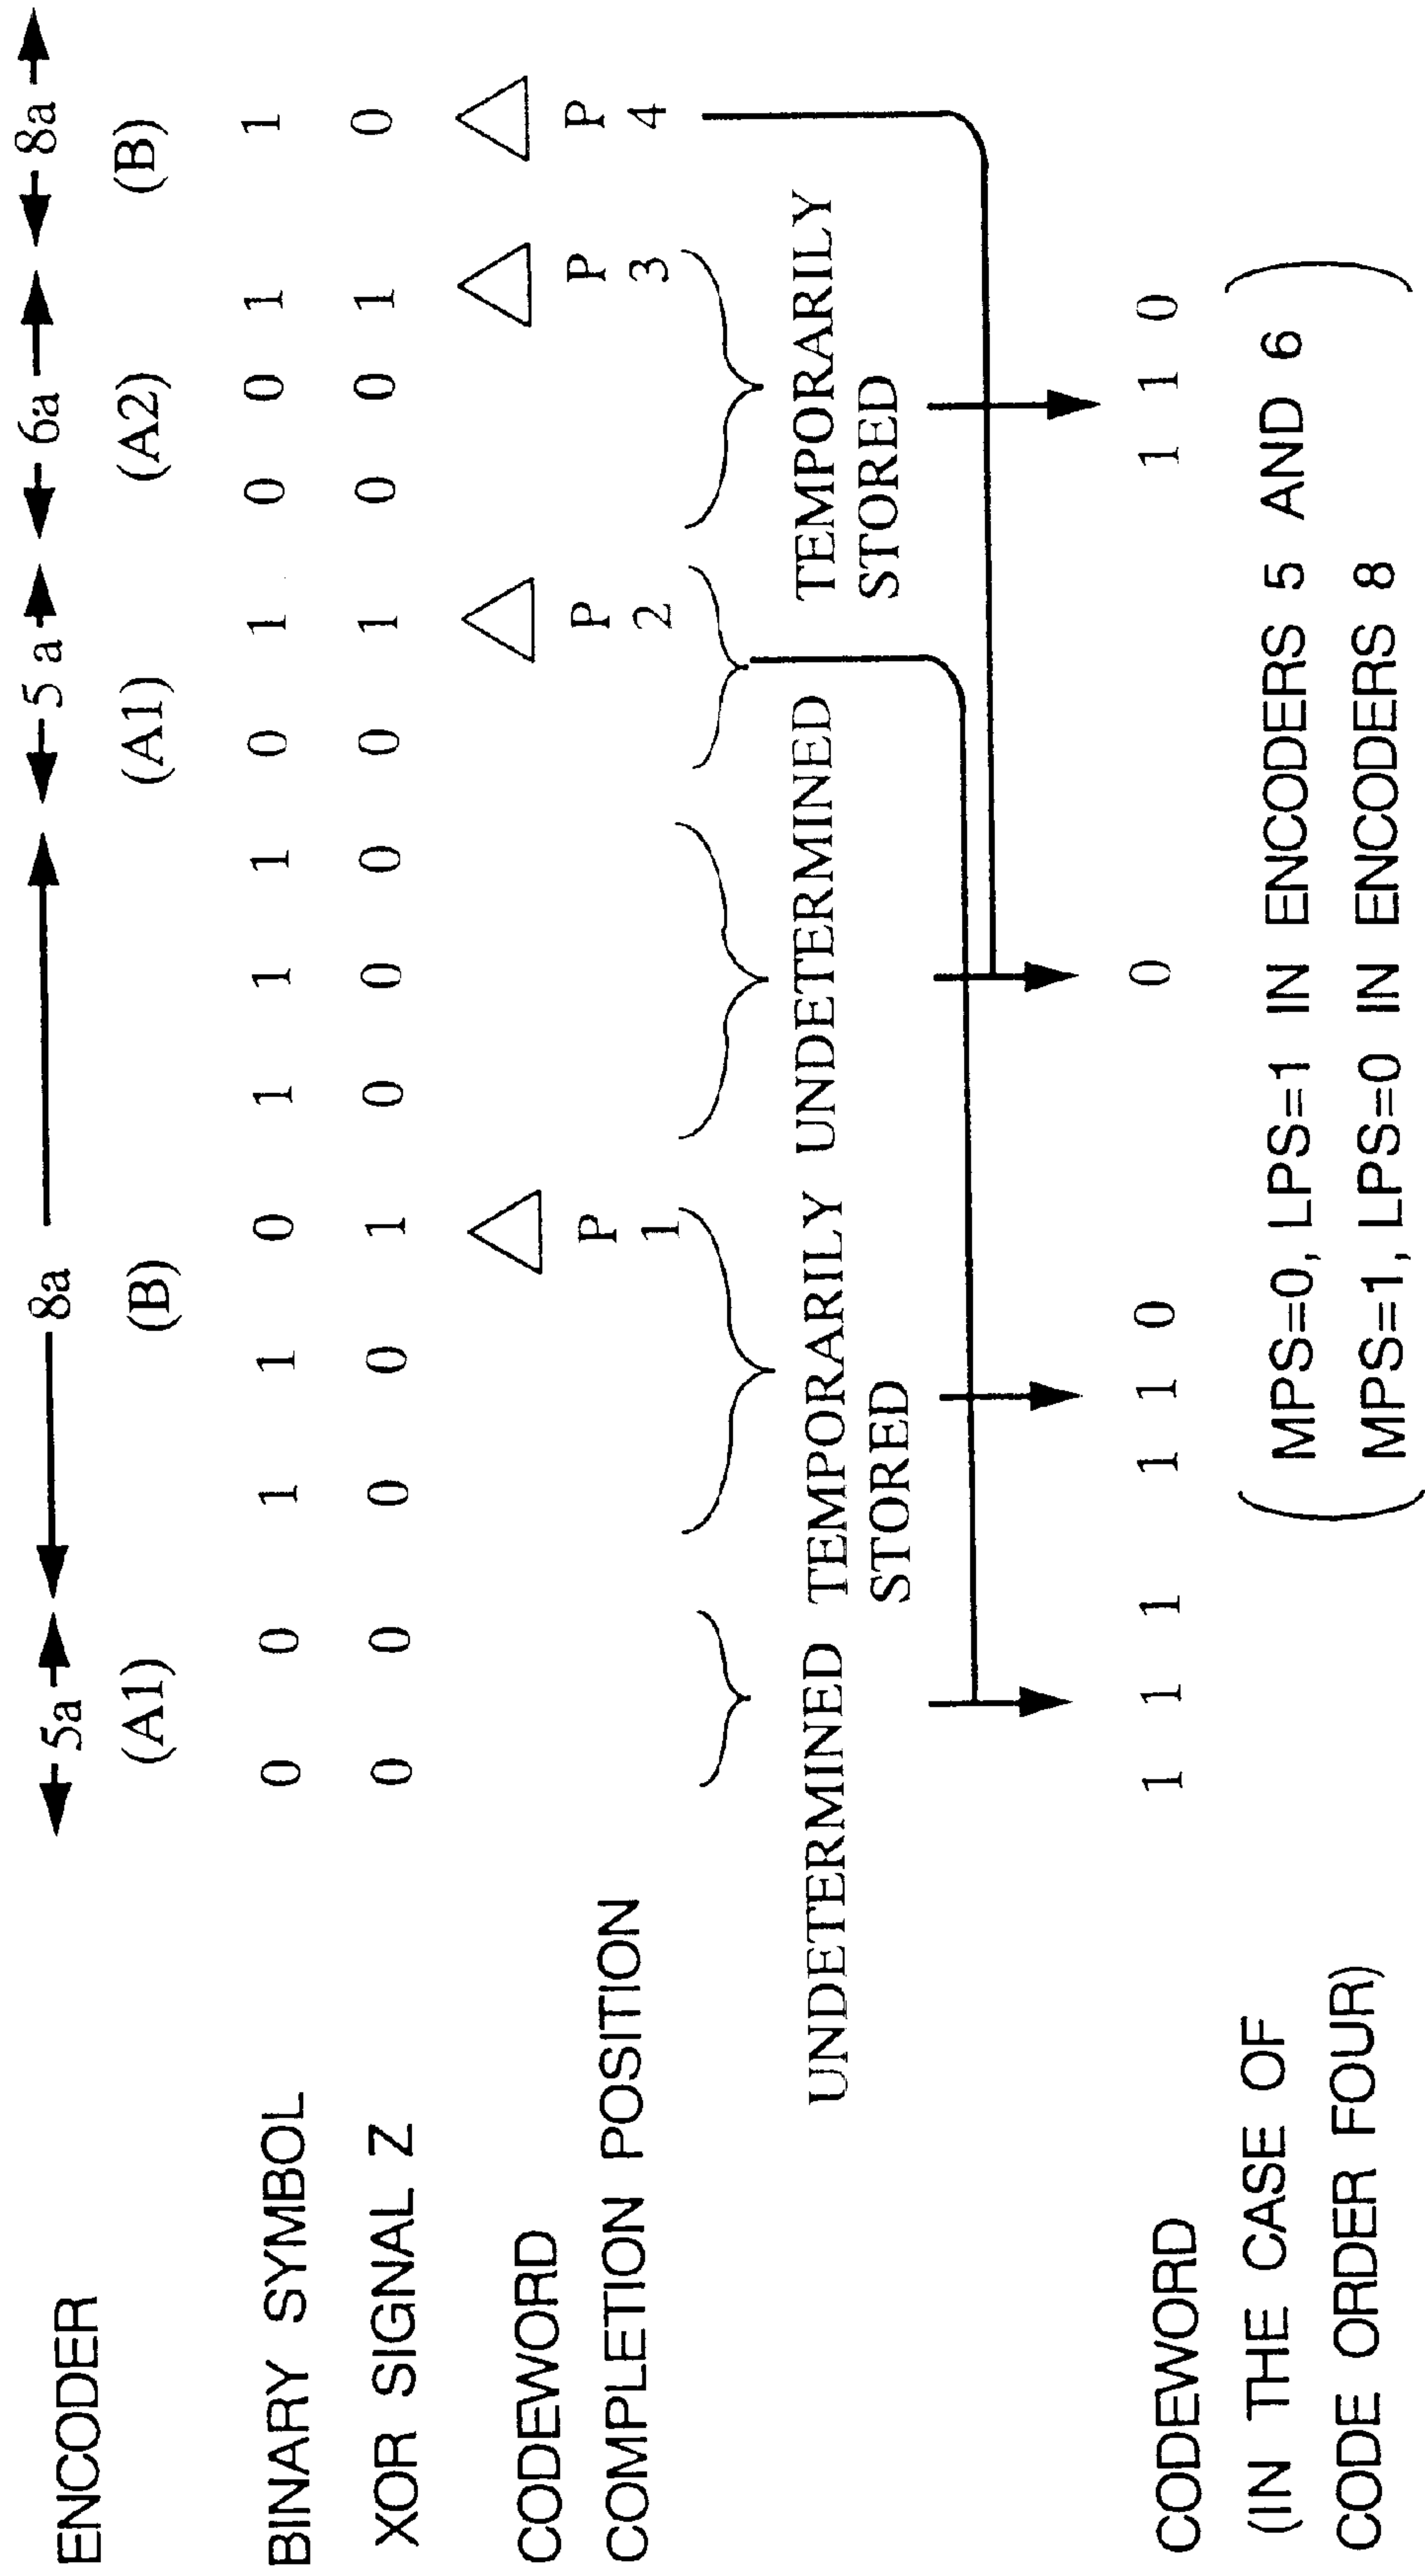 ENCODER 5a 8a 5a 6a 8a
(A1) (B) (A1) (A2) (B)
BINARY SYMBOL 0 0 1 1 0 1 1 1 0 1 0 0 1 1
XOR SIGNAL Z 0 0 0 0 1 0 0 0 0 1 0 0 1 0
CODEWORD
COMPLETION POSITION P P P P
1 2 3 4
UNDETERMINED TEMPORARILY UNDETERMINED TEMPORARILY
STORED STORED
CODEWORD 1 1 1 1 1 0 0 1 1 0
(IN THE CASE OF
CODE ORDER FOUR)
(MPS=0, LPS=1 IN ENCODERS 5 AND 6
MPS=1, LPS=0 IN ENCODERS 8)